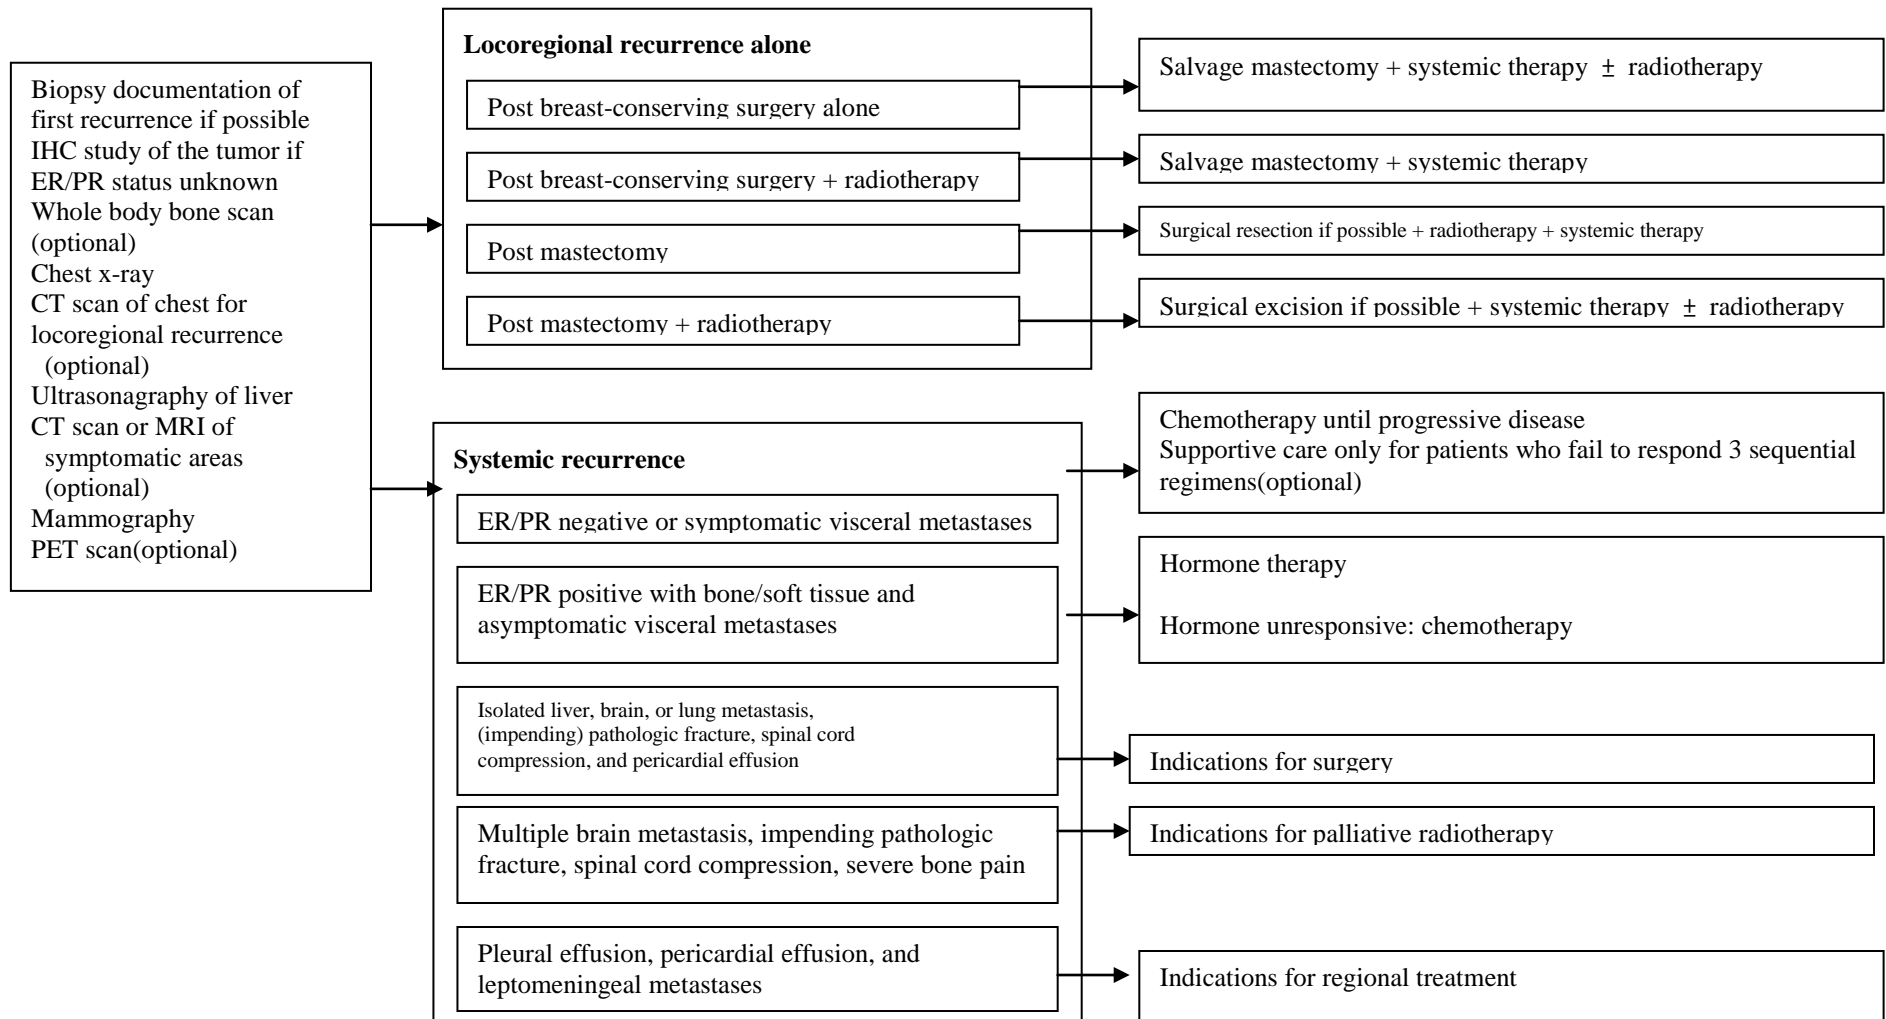 Biopsy documentation of
first recurrence if possible
IHC study of the tumor if
ER/PR status unknown
Whole body bone scan
(optional)
Chest x-ray
CT scan of chest for
locoregional recurrence
(optional)
Ultrasonagraphy of liver
CT scan or MRI of
symptomatic areas
(optional)
Mammography
PET scan(optional)
Locoregional recurrence alone
Post breast-conserving surgery alone
Salvage mastectomy + systemic therapy ± radiotherapy
Post breast-conserving surgery + radiotherapy
Salvage mastectomy + systemic therapy
Post mastectomy
Surgical resection if possible + radiotherapy + systemic therapy
Post mastectomy + radiotherapy
Surgical excision if possible + systemic therapy ± radiotherapy
Systemic recurrence
ER/PR negative or symptomatic visceral metastases
Chemotherapy until progressive disease
Supportive care only for patients who fail to respond 3 sequential
regimens(optional)
ER/PR positive with bone/soft tissue and
asymptomatic visceral metastases
Hormone therapy
Hormone unresponsive: chemotherapy
Isolated liver, brain, or lung metastasis,
(impending) pathologic fracture, spinal cord
compression, and pericardial effusion
Indications for surgery
Multiple brain metastasis, impending pathologic
fracture, spinal cord compression, severe bone pain
Indications for palliative radiotherapy
Pleural effusion, pericardial effusion, and
leptomeningeal metastases
Indications for regional treatment